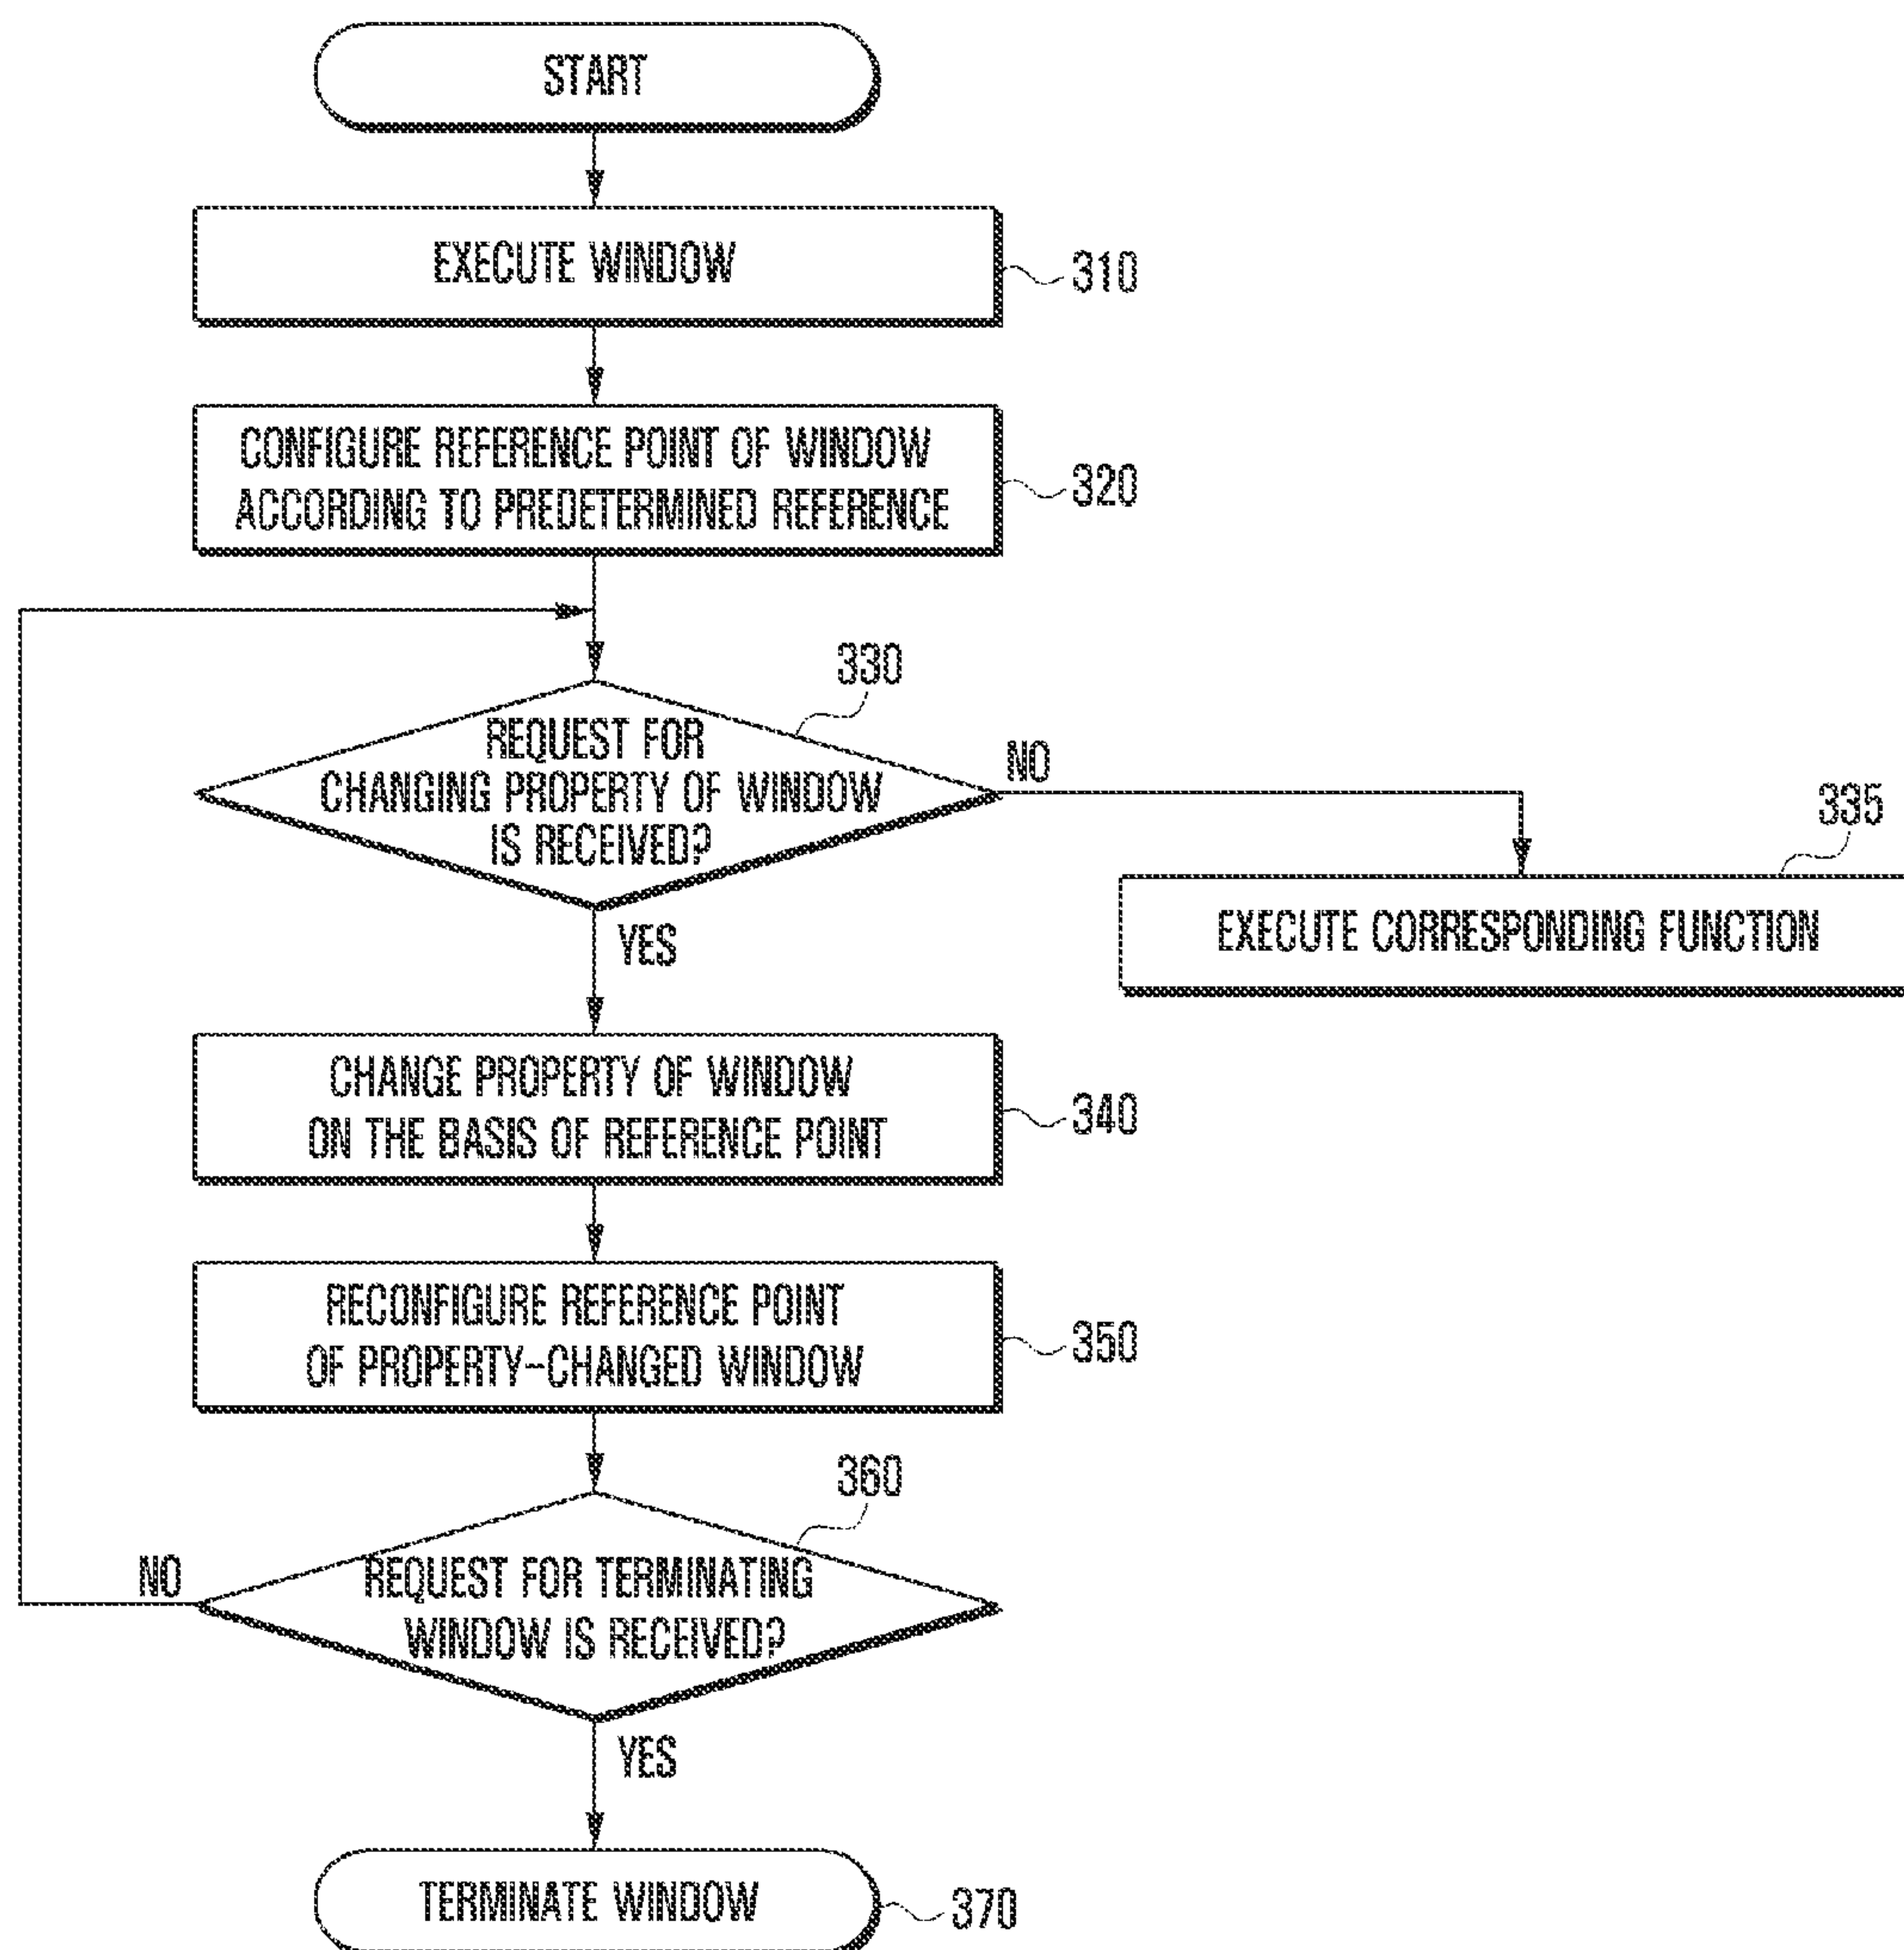 START
EXECUTE WINDOW
310
CONFIGURE REFERENCE POINT OF WINDOW
ACCORDING TO PREDETERMINED REFERENCE
320
330
REQUEST FOR
CHANGING PROPERTY OF WINDOW
IS RECEIVED?
NO
335
EXECUTE CORRESPONDING FUNCTION
YES
CHANGE PROPERTY OF WINDOW
ON THE BASIS OF REFERENCE POINT
340
RECONFIGURE REFERENCE POINT
OF PROPERTY-CHANGED WINDOW
350
360
NO
REQUEST FOR TERMINATING
WINDOW IS RECEIVED?
YES
TERMINATE WINDOW
370